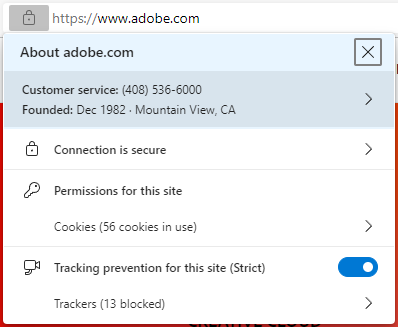 https://www.adobe.com
About adobe.com
Customer service: (408) 536-6000
Founded: Dec 1982 · Mountain View, CA
Connection is secure
Permissions for this site
Cookies (56 cookies in use)
Tracking prevention for this site (Strict)
Trackers (13 blocked)